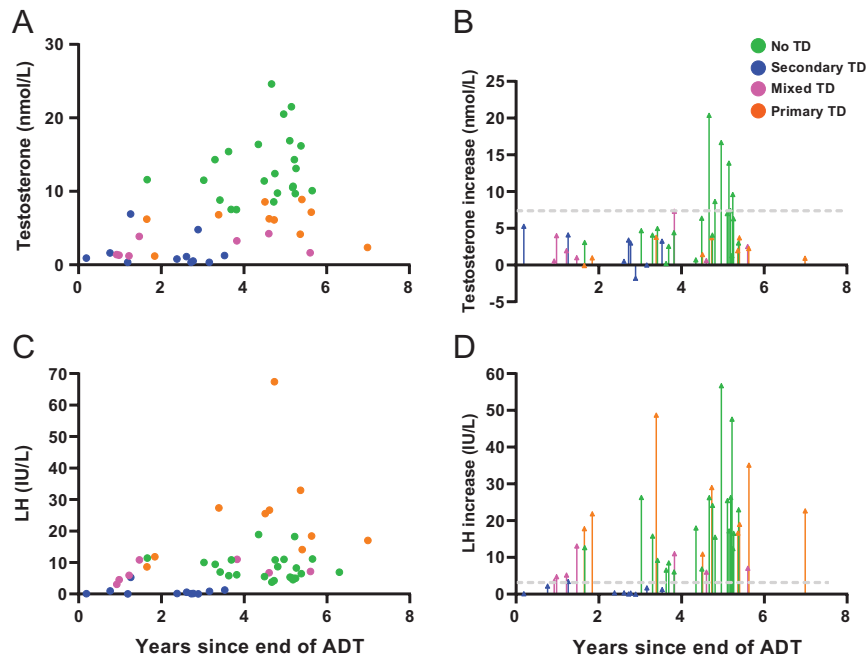 A
Testosterone (nmol/L)
30
20
10
0
0 2 4 6 8
B
Testosterone increase (nmol/L)
25
20
15
10
5
0
-5
2 4 6 8
No TD
Secondary TD
Mixed TD
Primary TD
C
LH (IU/L)
70
60
50
40
30
20
10
0
0 2 4 6 8
Years since end of ADT
D
LH increase (IU/L)
60
50
40
30
20
10
0
0 2 4 6 8
Years since end of ADT